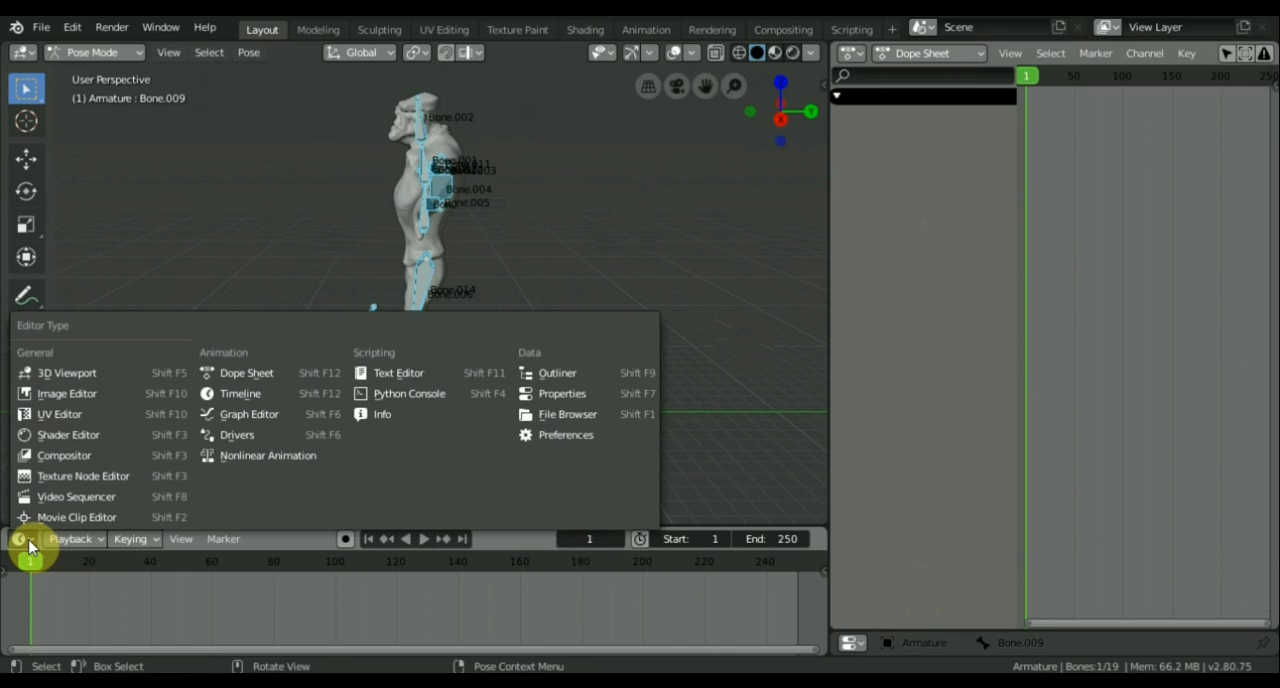 File Edit Render Window Help Layout Modeling Sculpting UV Editing Texture Paint Shading Animation Rendering Compositing Scripting + Scene View Layer
Pose Mode View Select Pose Global Dope Sheet View Select Marker Channel Key
User Perspective
(1) Armature : Bone.009
1 50 100 150 200 250
Bone.002
Bone.004
Bone.014
Editor Type
General Animation Scripting Data
3D Viewport Shift F5 Dope Sheet Shift F12 Text Editor Shift F11 Outliner Shift F9
Image Editor Shift F10 Timeline Shift F12 Python Console Shift F4 Properties Shift F7
UV Editor Shift F10 Graph Editor Shift F6 Info File Browser Shift F1
Shader Editor Shift F3 Drivers Shift F6 Preferences
Compositor Shift F3 Nonlinear Animation
Texture Node Editor Shift F3
Video Sequencer Shift F8
Movie Clip Editor Shift F2
Playback Keying View Marker 1 Start: 1 End: 250
1 20 40 60 80 100 120 140 160 180 200 220 240
Armature Bone.009
Select Box Select Rotate View Pose Context Menu Armature | Bones:1/19 | Mem: 66.2 MB | v2.80.75